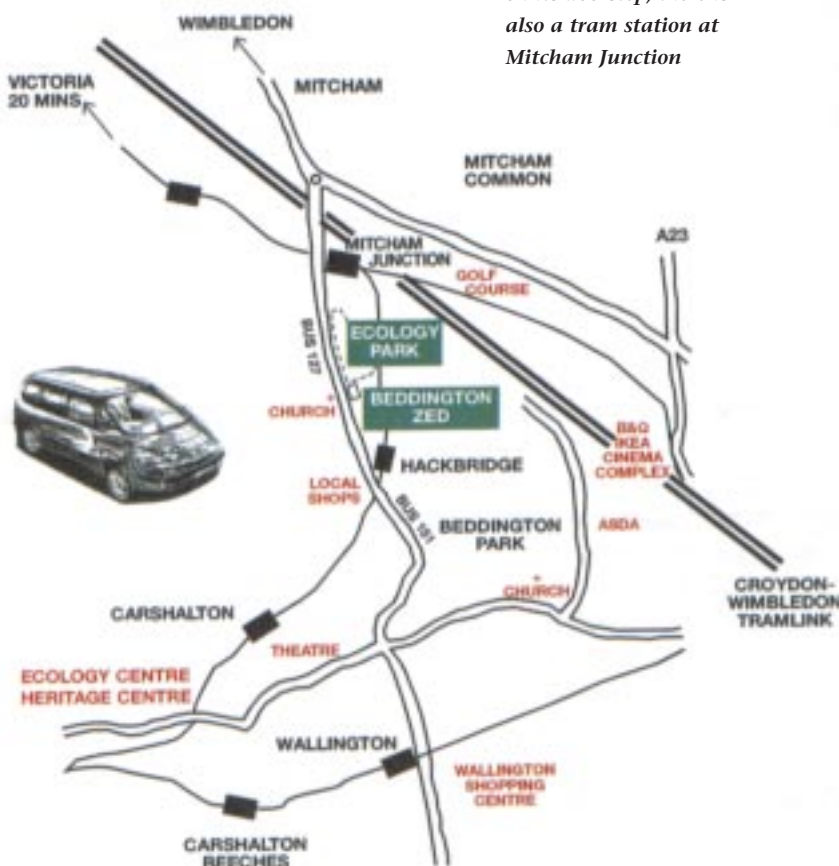 also a tram station at
Mitcham Junction
WIMBLEDON
MITCHAM
VICTORIA
20 MINS
MITCHAM
COMMON
A23
MITCHAM
JUNCTION
GOLF
COURSE
BUS 127
ECOLOGY
PARK
BEDDINGTON
ZED
CHURCH
B&Q
IKEA
CINEMA
COMPLEX
HACKBRIDGE
LOCAL
SHOPS
BUS 151
BEDDINGTON
PARK
ASDA
CHURCH
CROYDON-
WIMBLEDON
TRAMLINK
CARSHALTON
THEATRE
ECOLOGY CENTRE
HERITAGE CENTRE
WALLINGTON
WALLINGTON
SHOPPING
CENTRE
CARSHALTON
BEECHES